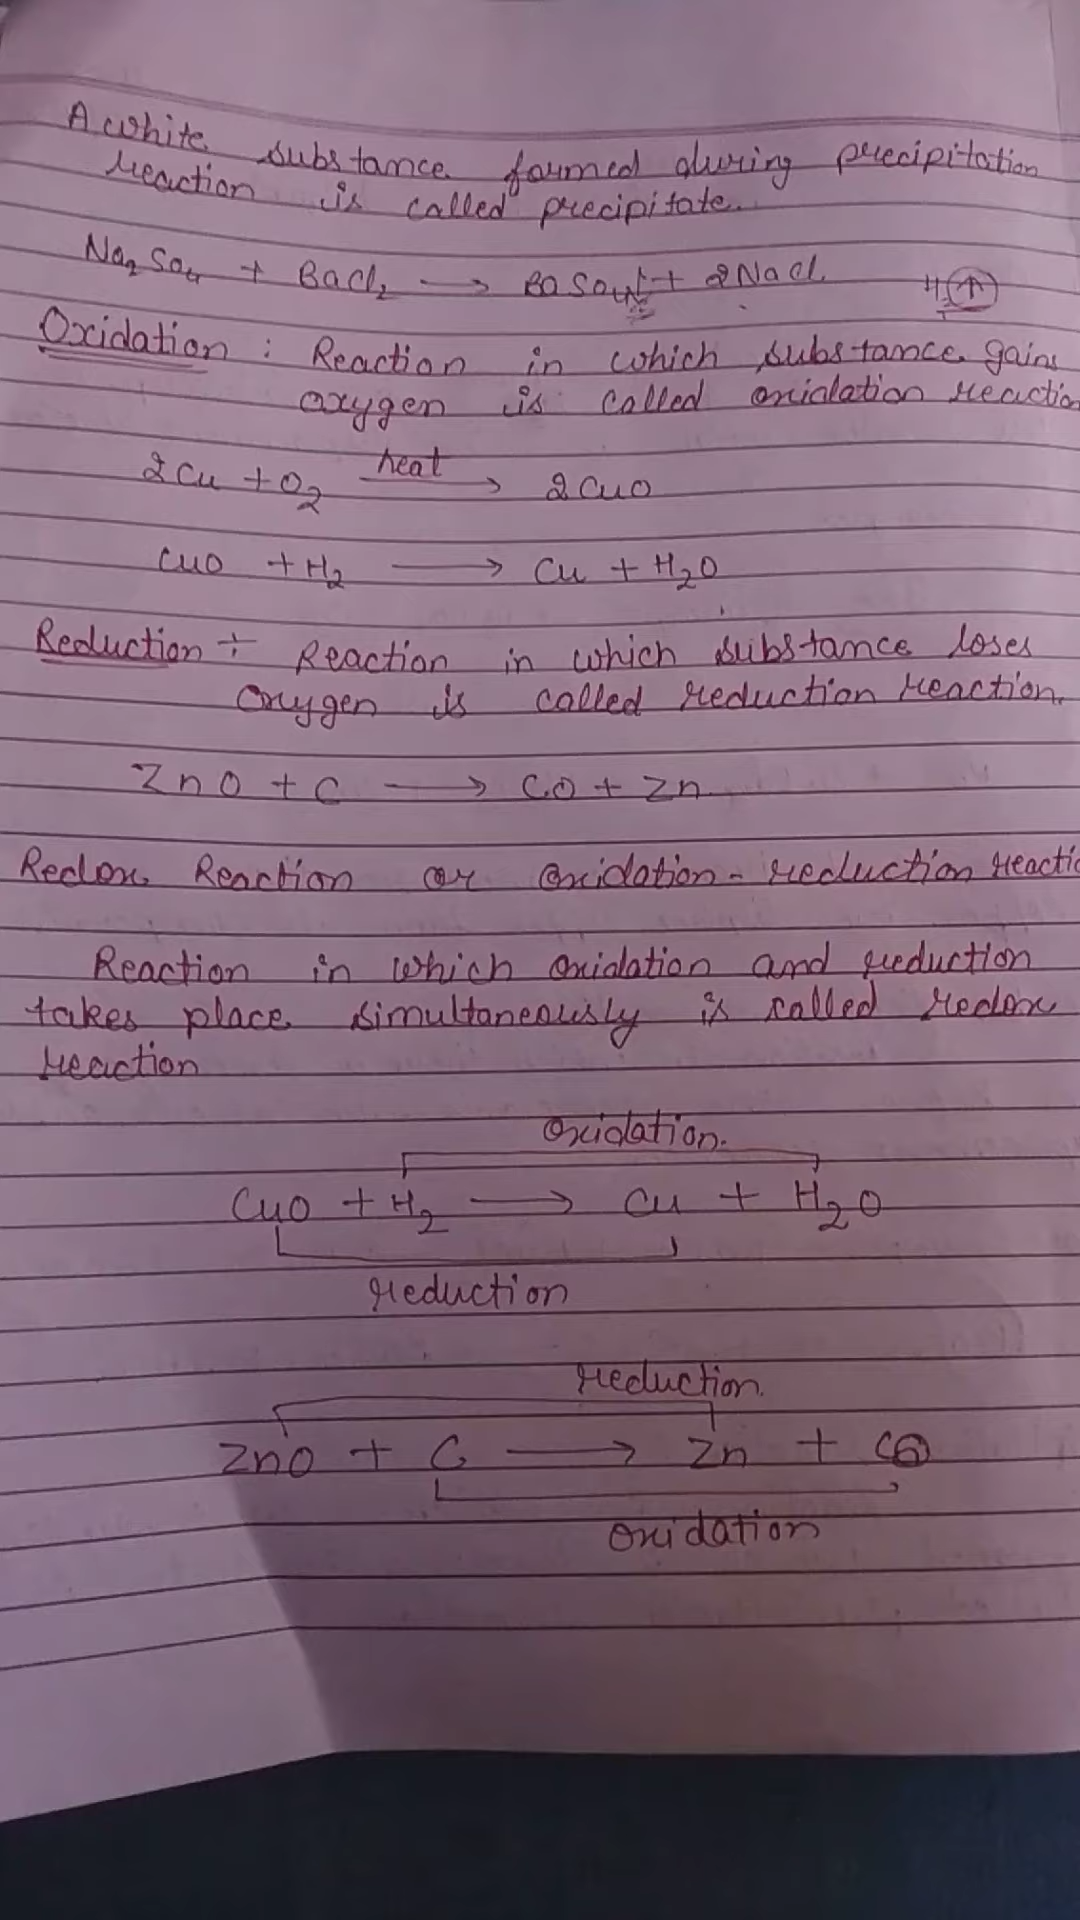 A white substance formed during precipitation
reaction is called precipitate.
Na₂SO₄ + BaCl₂ → BaSO₄↓ + 2NaCl
Oxidation : Reaction in which substance gains
oxygen is called oxidation reaction
2Cu + O₂ heat → 2CuO
CuO + H₂ → Cu + H₂O
Reduction ÷ Reaction in which substance loses
oxygen is called reduction reaction.
ZnO + C → CO + Zn
Redox Reaction or oxidation - reduction reactio
Reaction in which oxidation and reduction
takes place simultaneously is called redox
reaction
oxidation.
CuO + H₂ → Cu + H₂O
reduction
reduction.
ZnO + C → Zn + CO
oxidation